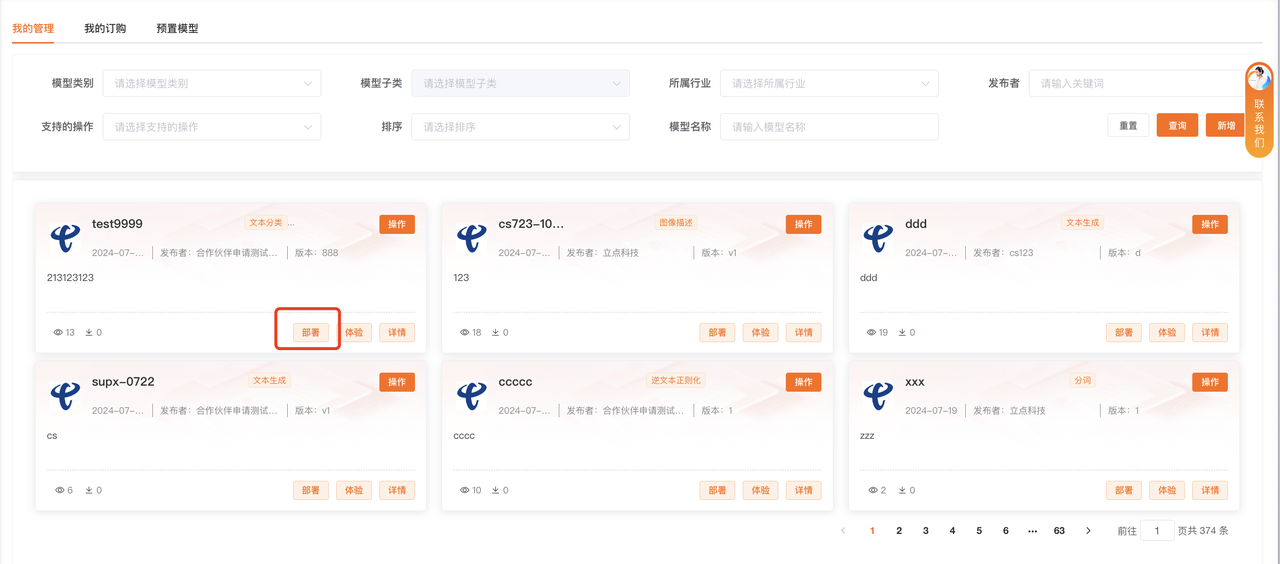 我的管理 我的订购 预置模型
模型类别 请选择模型类别 模型子类 请选择模型子类 所属行业 请选择所属行业 发布者 请输入关键词
支持的操作 请选择支持的操作 排序 请选择排序 模型名称 请输入模型名称 重置 查询 新增
联系我们
test9999 文本分类 ... 操作
2024-07-... 发布者：合作伙伴申请测试... 版本：888
213123123
13 0 部署 体验 详情
cs723-10... 图像描述 操作
2024-07-... 发布者：立点科技 版本：v1
123
18 0 部署 体验 详情
ddd 文本生成 操作
2024-07-... 发布者：cs123 版本：d
ddd
19 0 部署 体验 详情
supx-0722 文本生成 操作
2024-07-... 发布者：合作伙伴申请测试... 版本：v1
cs
6 0 部署 体验 详情
ccccc 逆文本正则化 操作
2024-07-... 发布者：合作伙伴申请测试... 版本：1
cccc
10 0 部署 体验 详情
xxx 分词 操作
2024-07-19 发布者：立点科技 版本：1
zzz
2 0 部署 体验 详情
1 2 3 4 5 6 ... 63 前往 1 页共 374 条